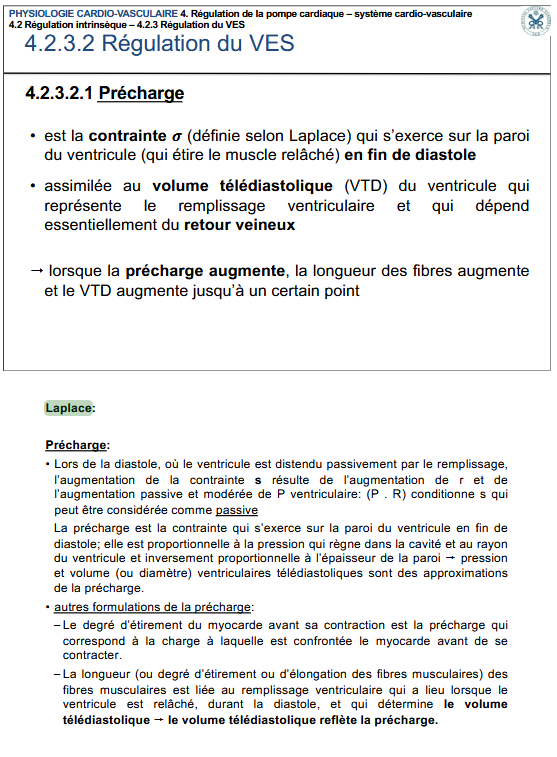 PHYSIOLOGIE CARDIO-VASCULAIRE 4. Régulation de la pompe cardiaque – système cardio-vasculaire
4.2 Régulation intrinsèque – 4.2.3 Régulation du VES
4.2.3.2 Régulation du VES
4.2.3.2.1 Précharge
• est la contrainte σ (définie selon Laplace) qui s’exerce sur la paroi
du ventricule (qui étire le muscle relâché) en fin de diastole
• assimilée au volume télédiastolique (VTD) du ventricule qui
représente le remplissage ventriculaire et qui dépend
essentiellement du retour veineux
→ lorsque la précharge augmente, la longueur des fibres augmente
et le VTD augmente jusqu’à un certain point
Laplace:
Précharge:
• Lors de la diastole, où le ventricule est distendu passivement par le remplissage,
l’augmentation de la contrainte s résulte de l’augmentation de r et de
l’augmentation passive et modérée de P ventriculaire: (P . R) conditionne s qui
peut être considérée comme passive
La précharge est la contrainte qui s’exerce sur la paroi du ventricule en fin de
diastole; elle est proportionnelle à la pression qui règne dans la cavité et au rayon
du ventricule et inversement proportionnelle à l’épaisseur de la paroi → pression
et volume (ou diamètre) ventriculaires télédiastoliques sont des approximations
de la précharge.
• autres formulations de la précharge:
– Le degré d’étirement du myocarde avant sa contraction est la précharge qui
correspond à la charge à laquelle est confrontée le myocarde avant de se
contracter.
– La longueur (ou degré d’étirement ou d’élongation des fibres musculaires) des
fibres musculaires est liée au remplissage ventriculaire qui a lieu lorsque le
ventricule est relâché, durant la diastole, et qui détermine le volume
télédiastolique → le volume télédiastolique reflète la précharge.